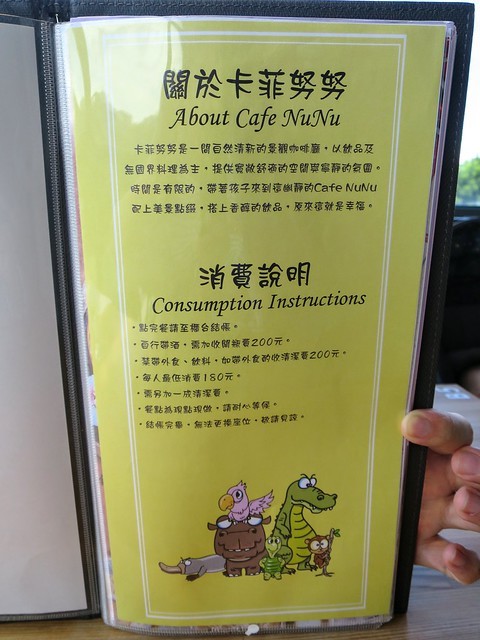 關於卡菲努努
About Cafe NuNu
卡菲努努是一間自然清新的景觀咖啡廳，以飲品及
無國界料理為主，提供寬敞舒適的空間與寧靜的氛圍。
時間是有限的，帶著孩子來到這幽靜的Cafe NuNu
配上美景點綴，搭上香醇的飲品，原來這就是幸福。
消費說明
Consumption Instructions
・點完餐請至櫃台結帳。
・自行帶酒，需加收開瓶費200元。
・禁帶外食、飲料，如帶外食酌收清潔費200元。
・每人最低消費180元。
・需另加一成清潔費。
・餐點為現點現做，請耐心等候。
・結帳完畢，無法更換座位，敬請見諒。